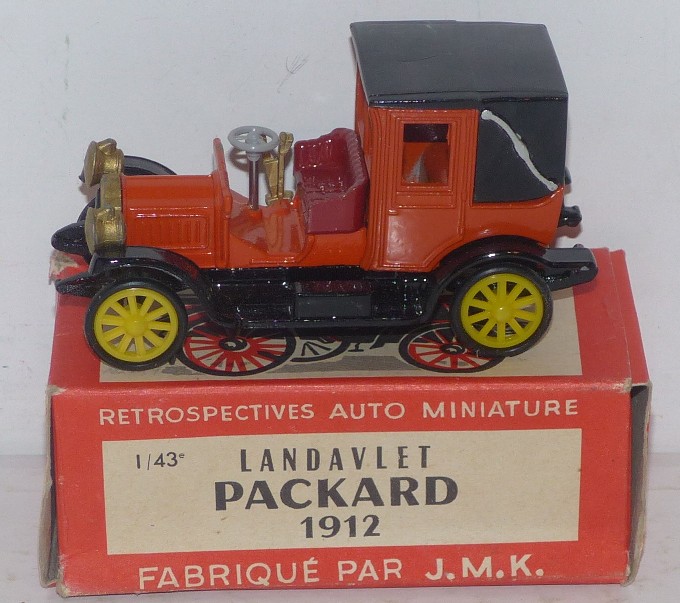 RETROSPECTIVES AUTO MINIATURE
1/43e
LANDAVLET
PACKARD
1912
FABRIQUÉ PAR J.M.K.